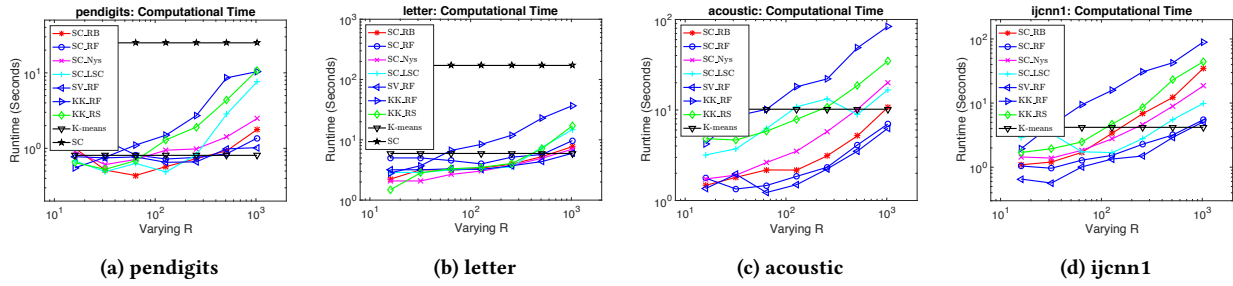 pendigits: Computational Time
Runtime (Seconds)
10^1
10^0
SC_RB
SC_RF
SC_Nys
SC_LSC
SV_RF
KK_RF
KK_RS
K-means
SC
10^1
10^2
10^3
Varying R
(a) pendigits
letter: Computational Time
Runtime (Seconds)
10^3
10^2
10^1
10^0
SC_RB
SC_RF
SC_Nys
SC_LSC
SV_RF
KK_RF
KK_RS
K-means
SC
10^1
10^2
10^3
Varying R
(b) letter
acoustic: Computational Time
Runtime (Seconds)
10^2
10^1
10^0
SC_RB
SC_RF
SC_Nys
SC_LSC
SV_RF
KK_RF
KK_RS
K-means
10^1
10^2
10^3
Varying R
(c) acoustic
ijcnn1: Computational Time
Runtime (Seconds)
10^2
10^1
10^0
SC_RB
SC_RF
SC_Nys
SC_LSC
SV_RF
KK_RF
KK_RS
K-means
10^1
10^2
10^3
Varying R
(d) ijcnn1